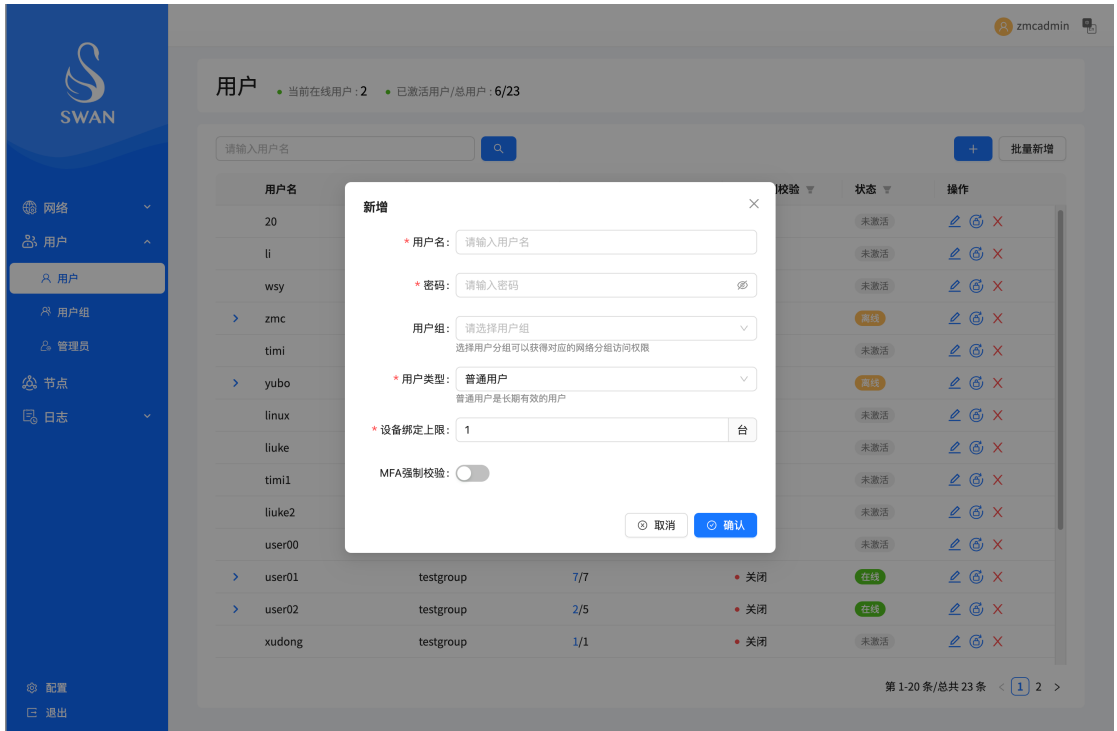 zmcadmin
SWAN
网络
用户
用户
用户组
管理员
节点
日志
配置
退出
用户 当前在线用户 : 2 已激活用户/总用户 : 6/23
请输入用户名
+ 批量新增
用户名 校验 状态 操作
20 未激活
li 未激活
wsy 未激活
zmc 离线
timi 未激活
yubo 离线
linux 未激活
liuke 未激活
timi1 未激活
liuke2 未激活
user00 未激活
user01 testgroup 7/7 关闭 在线
user02 testgroup 2/5 关闭 在线
xudong testgroup 1/1 关闭 未激活
第 1-20 条/总共 23 条 < 1 2 >
新增
* 用户名: 请输入用户名
* 密码: 请输入密码
用户组: 请选择用户组
选择用户分组可以获得对应的网络分组访问权限
* 用户类型: 普通用户
普通用户是长期有效的用户
* 设备绑定上限: 1 台
MFA强制校验:
取消 确认